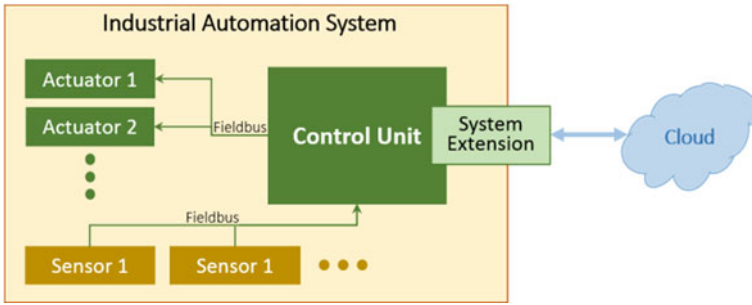 Industrial Automation System
Actuator 1
Actuator 2
Fieldbus
Control Unit
System
Extension
Cloud
Fieldbus
Sensor 1
Sensor 1